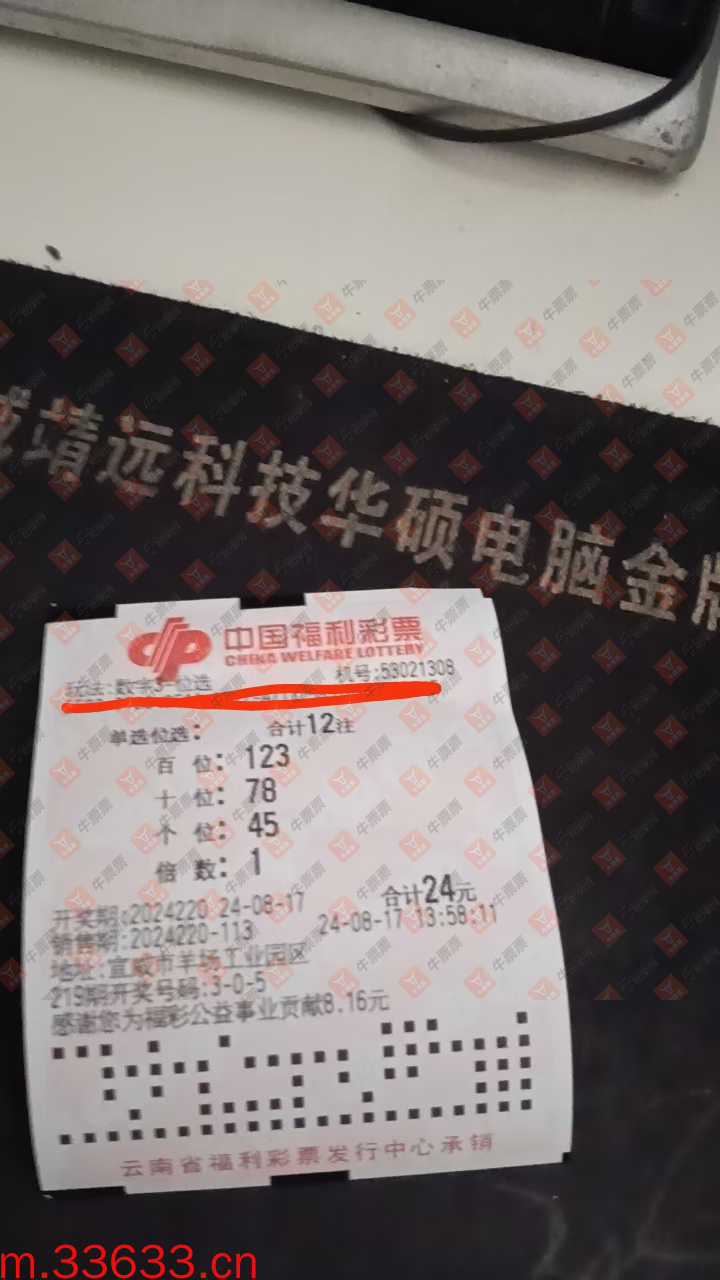 靖远科技华硕电脑金牌
中国福利彩票
CHINA WELFARE LOTTERY
玩法:数字3-位选 机号:53021308
单选位选: 合计12注
百 位: 123
十 位: 78
个 位: 45
倍 数: 1
合计24元
开奖期:2024220 24-08-17
销售期:2024220-113 24-08-17 13:58:11
地址:宣威市羊场工业园区
219期开奖号码:3-0-5
感谢您为福彩公益事业贡献8.16元
云南省福利彩票发行中心承销
牛票票
m.33633.cn